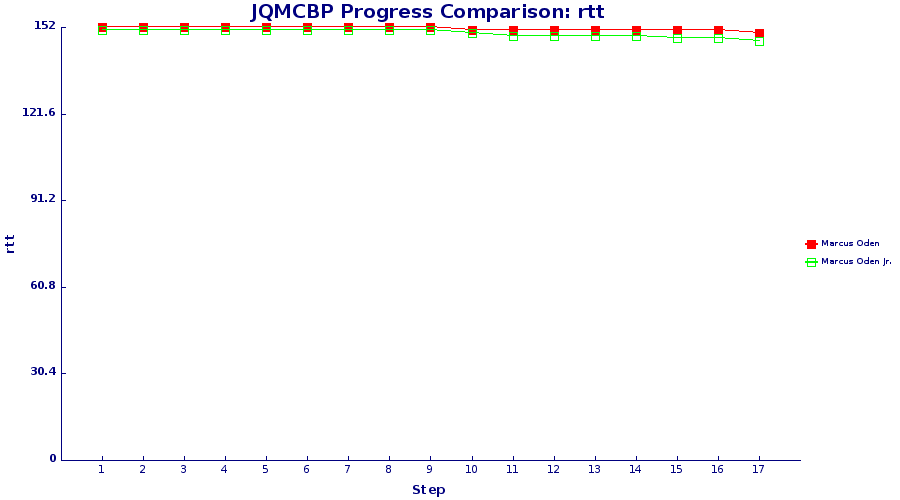 JQMCBP Progress Comparison: rtt
152
121.6
91.2
60.8
30.4
0
rtt
1 2 3 4 5 6 7 8 9 10 11 12 13 14 15 16 17
Step
Marcus Oden
Marcus Oden Jr.